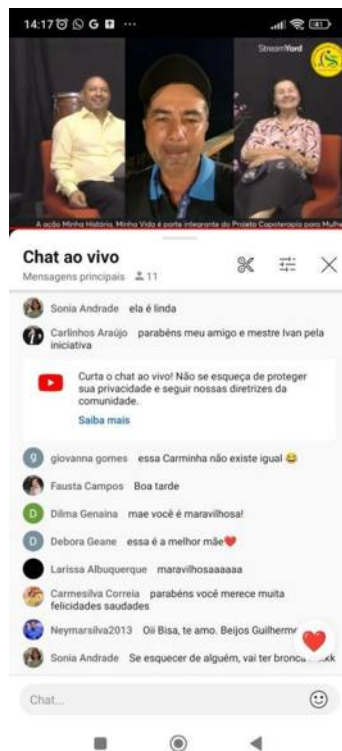 14:17
G
41
StreamYard
A ação Minha História, Minha Vida é parte integrante do Projeto Capoterapia para Mulhe
Chat ao vivo
Mensagens principais 11
Sonia Andrade ela é linda
Carlinhos Araújo parabéns meu amigo e mestre Ivan pela
iniciativa
Curta o chat ao vivo! Não se esqueça de proteger
sua privacidade e seguir nossas diretrizes da
comunidade.
Saiba mais
g giovanna gomes essa Carminha não existe igual 😂
Fausta Campos Boa tarde
D Dilma Genaina mae você é maravilhosa!
D Debora Geane essa é a melhor mãe❤️
Larissa Albuquerque maravilhosaaaaaa
Carmesilva Correia parabéns você merece muita
felicidades saudades
Neymarsilva2013 Oii Bisa, te amo. Beijos Guilherm
Sonia Andrade Se esquecer de alguém, vai ter bronca
Chat...